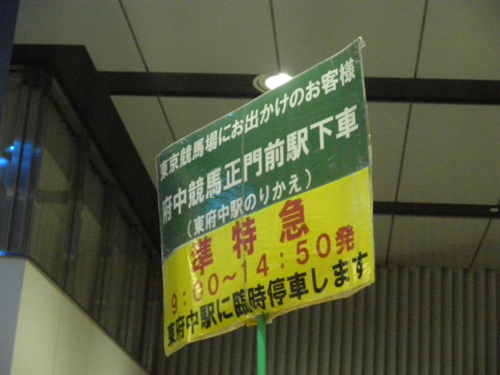 東京競馬場にお出かけのお客様
府中競馬正門前駅下車
（東府中駅のりかえ）
準特急
9：00〜14：50発
東府中駅に臨時停車します